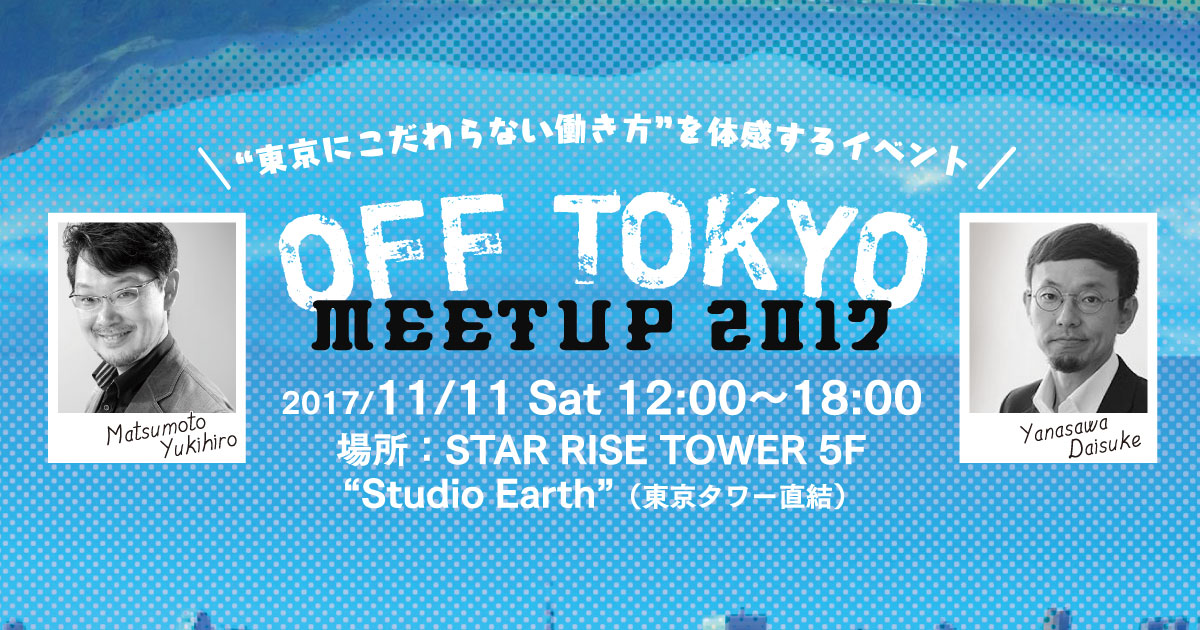 “東京にこだわらない働き方”を体感するイベント
OFF TOKYO
MEETUP 2017
2017/11/11 Sat 12:00〜18:00
場所：STAR RISE TOWER 5F
“Studio Earth”（東京タワー直結）
Matsumoto
Yukihiro
Yanasawa
Daisuke